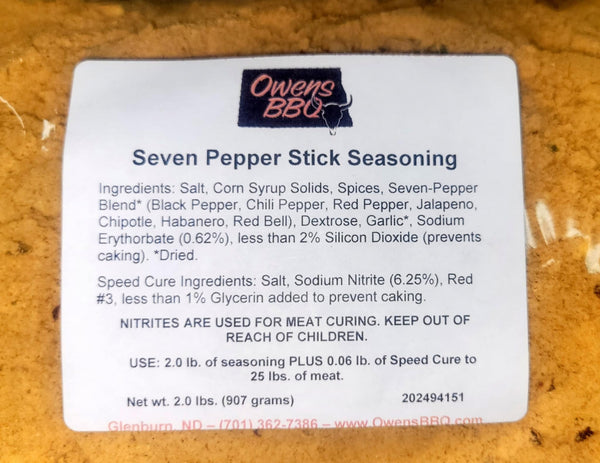 Owens
BBQ
Seven Pepper Stick Seasoning
Ingredients: Salt, Corn Syrup Solids, Spices, Seven-Pepper
Blend* (Black Pepper, Chili Pepper, Red Pepper, Jalapeno,
Chipotle, Habanero, Red Bell), Dextrose, Garlic*, Sodium
Erythorbate (0.62%), less than 2% Silicon Dioxide (prevents
caking). *Dried.
Speed Cure Ingredients: Salt, Sodium Nitrite (6.25%), Red
#3, less than 1% Glycerin added to prevent caking.
NITRITES ARE USED FOR MEAT CURING. KEEP OUT OF
REACH OF CHILDREN.
USE: 2.0 lb. of seasoning PLUS 0.06 lb. of Speed Cure to
25 lbs. of meat.
Net wt. 2.0 lbs. (907 grams) 202494151
Glenburn, ND – (701) 362-7386 – www.OwensBBQ.com